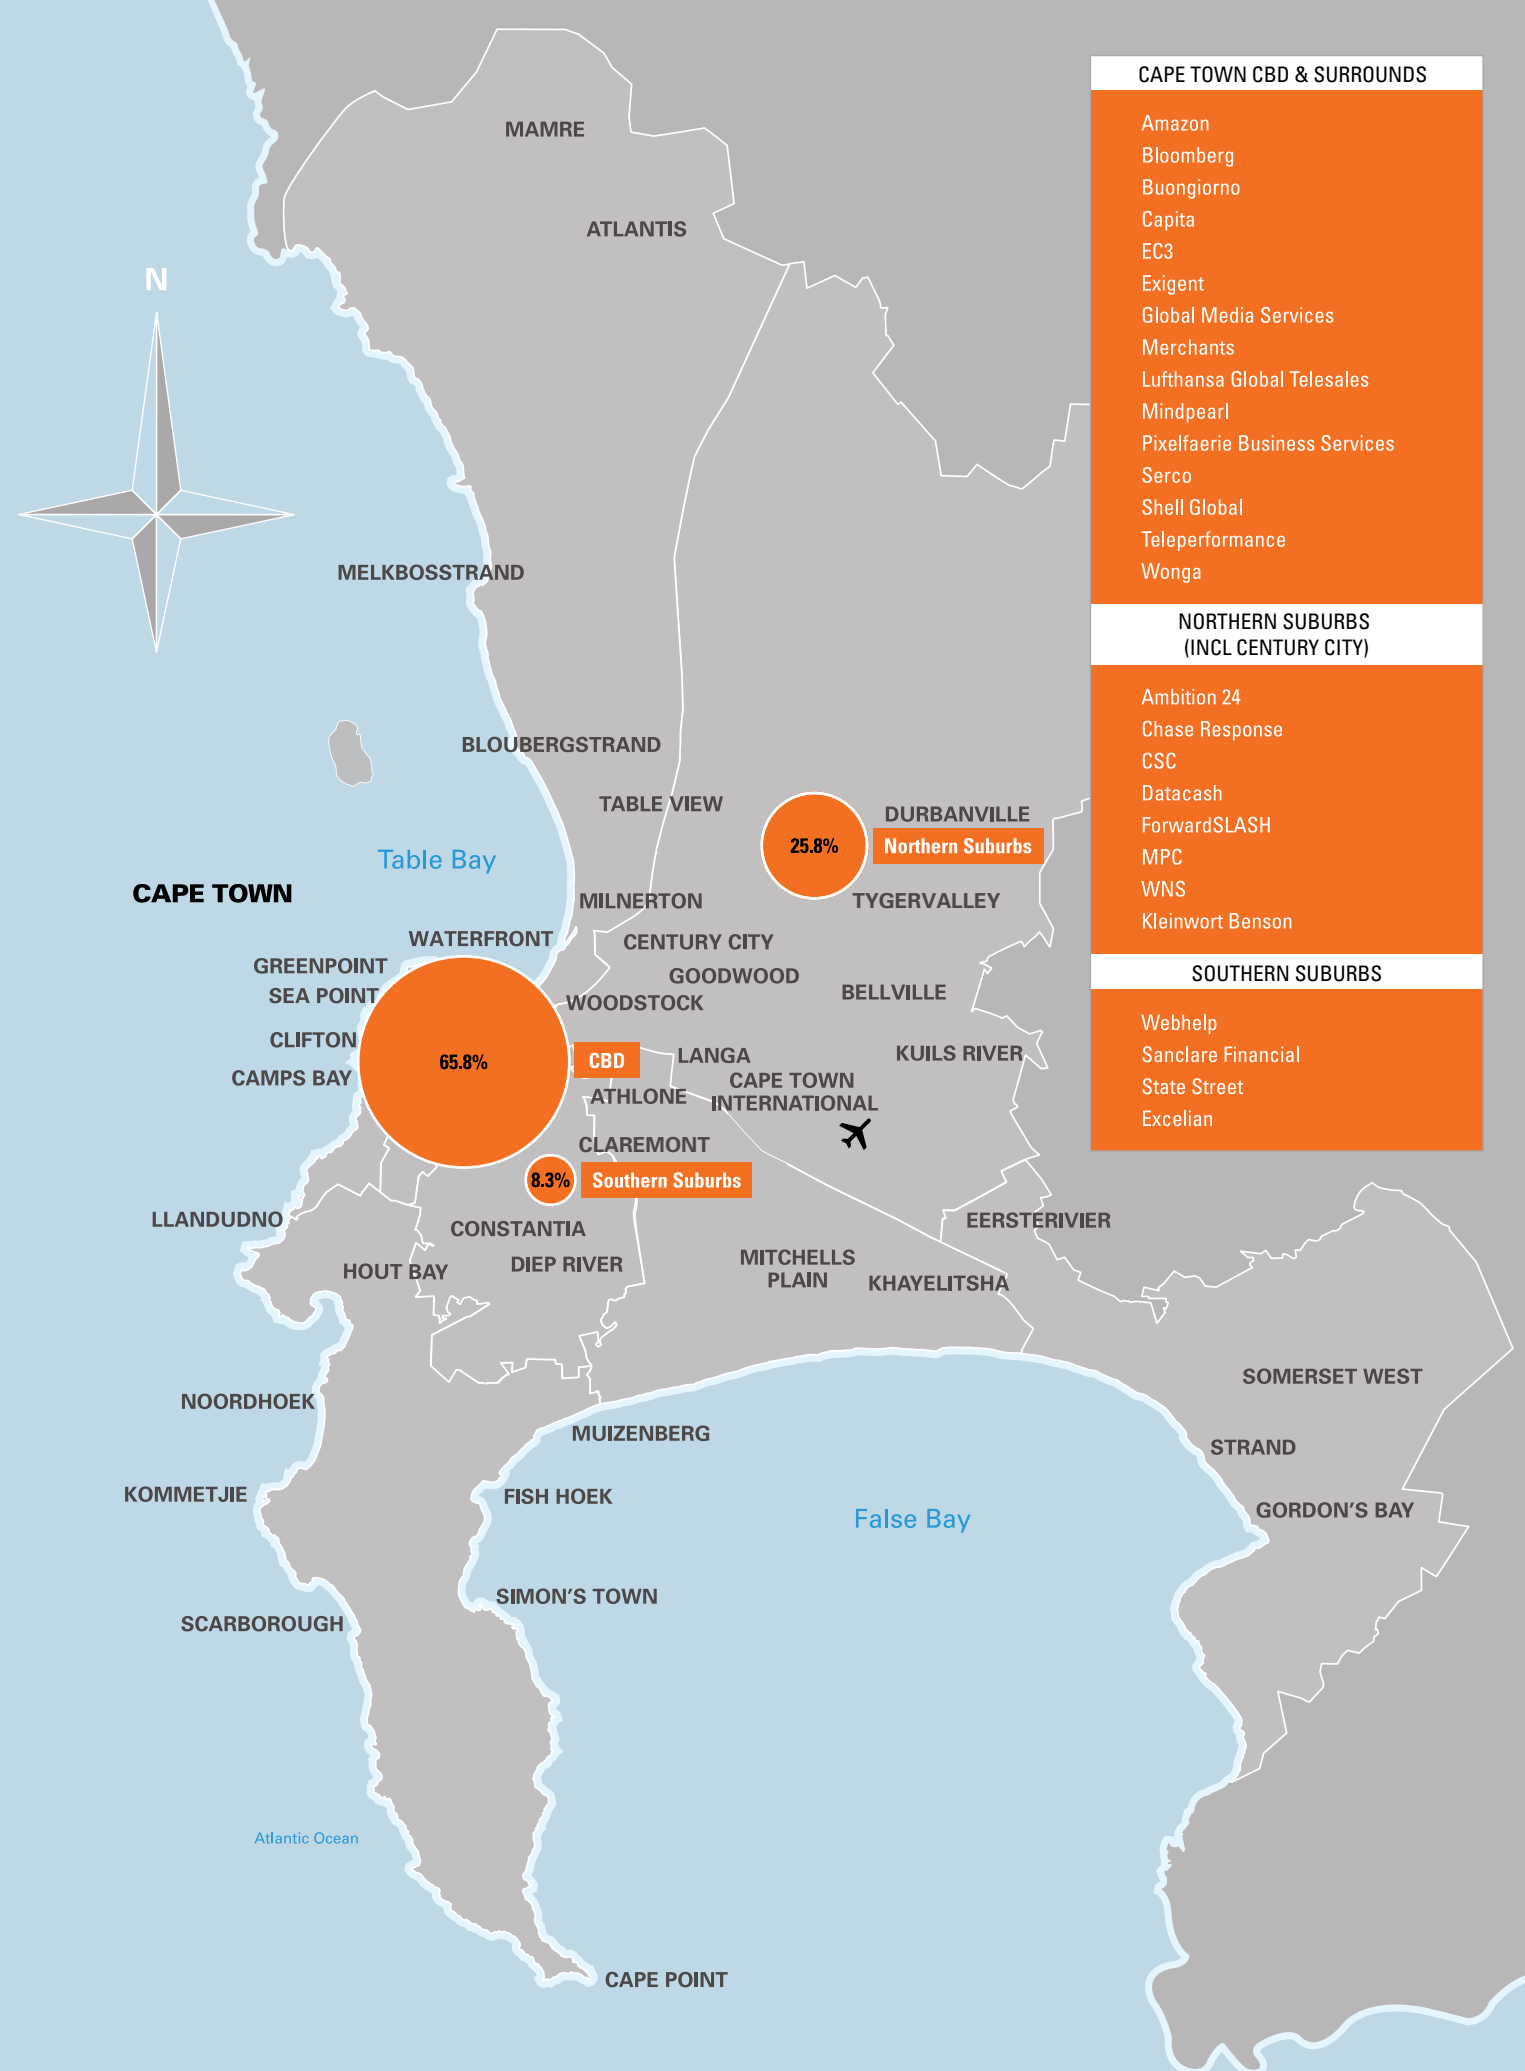 CAPE TOWN CBD & SURROUNDS
Amazon
Bloomberg
Buongiorno
Capita
EC3
Exigent
Global Media Services
Merchants
Lufthansa Global Telesales
Mindpearl
Pixelfaerie Business Services
Serco
Shell Global
Teleperformance
Wonga
NORTHERN SUBURBS
(INCL CENTURY CITY)
Ambition 24
Chase Response
CSC
Datacash
ForwardSLASH
MPC
WNS
Kleinwort Benson
SOUTHERN SUBURBS
Webhelp
Sanclare Financial
State Street
Excelian
MAMRE
ATLANTIS
N
MELKBOSSTRAND
BLOUBERGSTRAND
TABLE VIEW
DURBANVILLE
25.8%
Northern Suburbs
Table Bay
CAPE TOWN
MILNERTON
TYGERVALLEY
WATERFRONT
CENTURY CITY
GREENPOINT
GOODWOOD
SEA POINT
BELLVILLE
WOODSTOCK
CLIFTON
65.8%
CBD
LANGA
KUILS RIVER
CAMPS BAY
CAPE TOWN
INTERNATIONAL
ATHLONE
CLAREMONT
8.3%
Southern Suburbs
LLANDUDNO
CONSTANTIA
EERSTERIVIER
HOUT BAY
DIEP RIVER
MITCHELLS
PLAIN
KHAYELITSHA
SOMERSET WEST
NOORDHOEK
MUIZENBERG
STRAND
KOMMETJIE
FISH HOEK
False Bay
GORDON'S BAY
SIMON'S TOWN
SCARBOROUGH
Atlantic Ocean
CAPE POINT